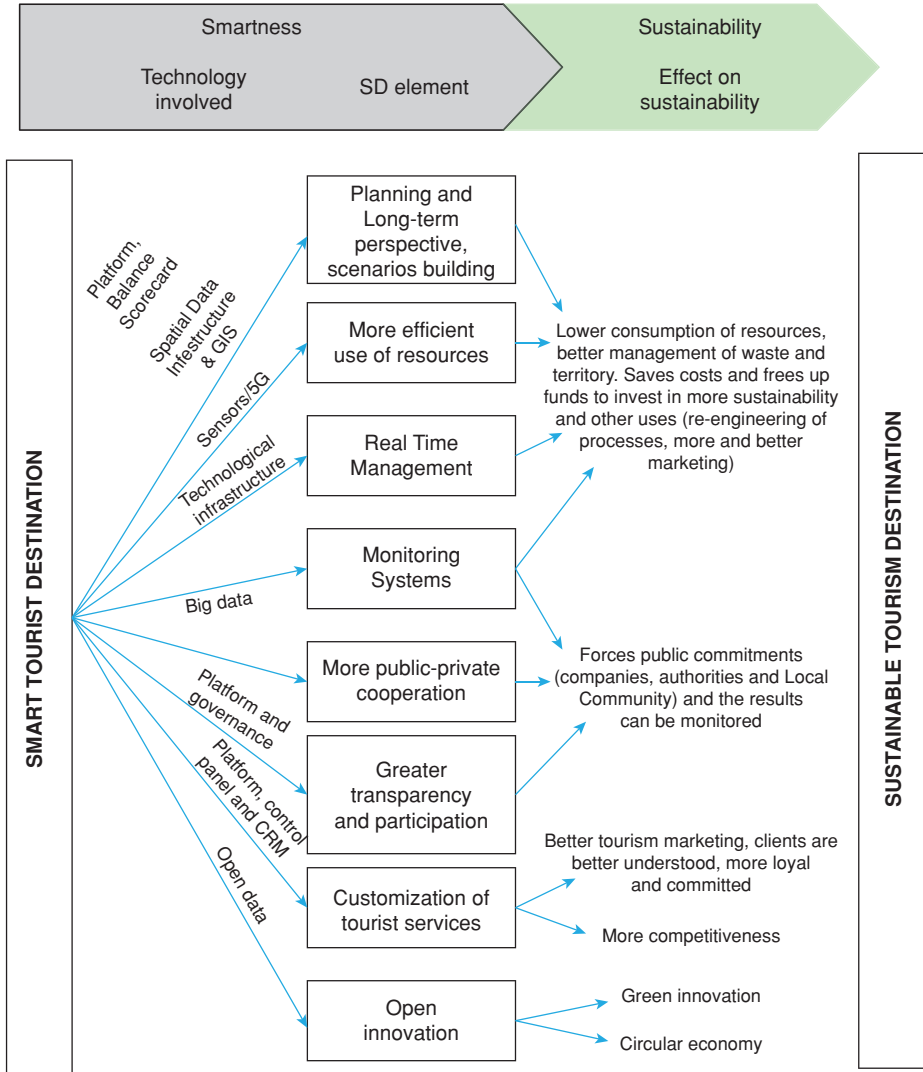 Smartness
Sustainability
Technology
involved
SD element
Effect on
sustainability
SMART TOURIST DESTINATION
Platform,
Balance
Scorecard
Spatial Data
Infestructure
& GIS
Sensors/5G
Technological
infrastructure
Big data
Platform and
governance
Platform, control
panel and CRM
Open data
Planning and
Long-term
perspective,
scenarios building
More efficient
use of resources
Real Time
Management
Monitoring
Systems
More public-private
cooperation
Greater
transparency
and participation
Customization of
tourist services
Open
innovation
Lower consumption of resources,
better management of waste and
territory. Saves costs and frees up
funds to invest in more sustainability
and other uses (re-engineering of
processes, more and better
marketing)
Forces public commitments
(companies, authorities and Local
Community) and the results
can be monitored
Better tourism marketing, clients are
better understood, more loyal
and committed
More competitiveness
Green innovation
Circular economy
SUSTAINABLE TOURISM DESTINATION